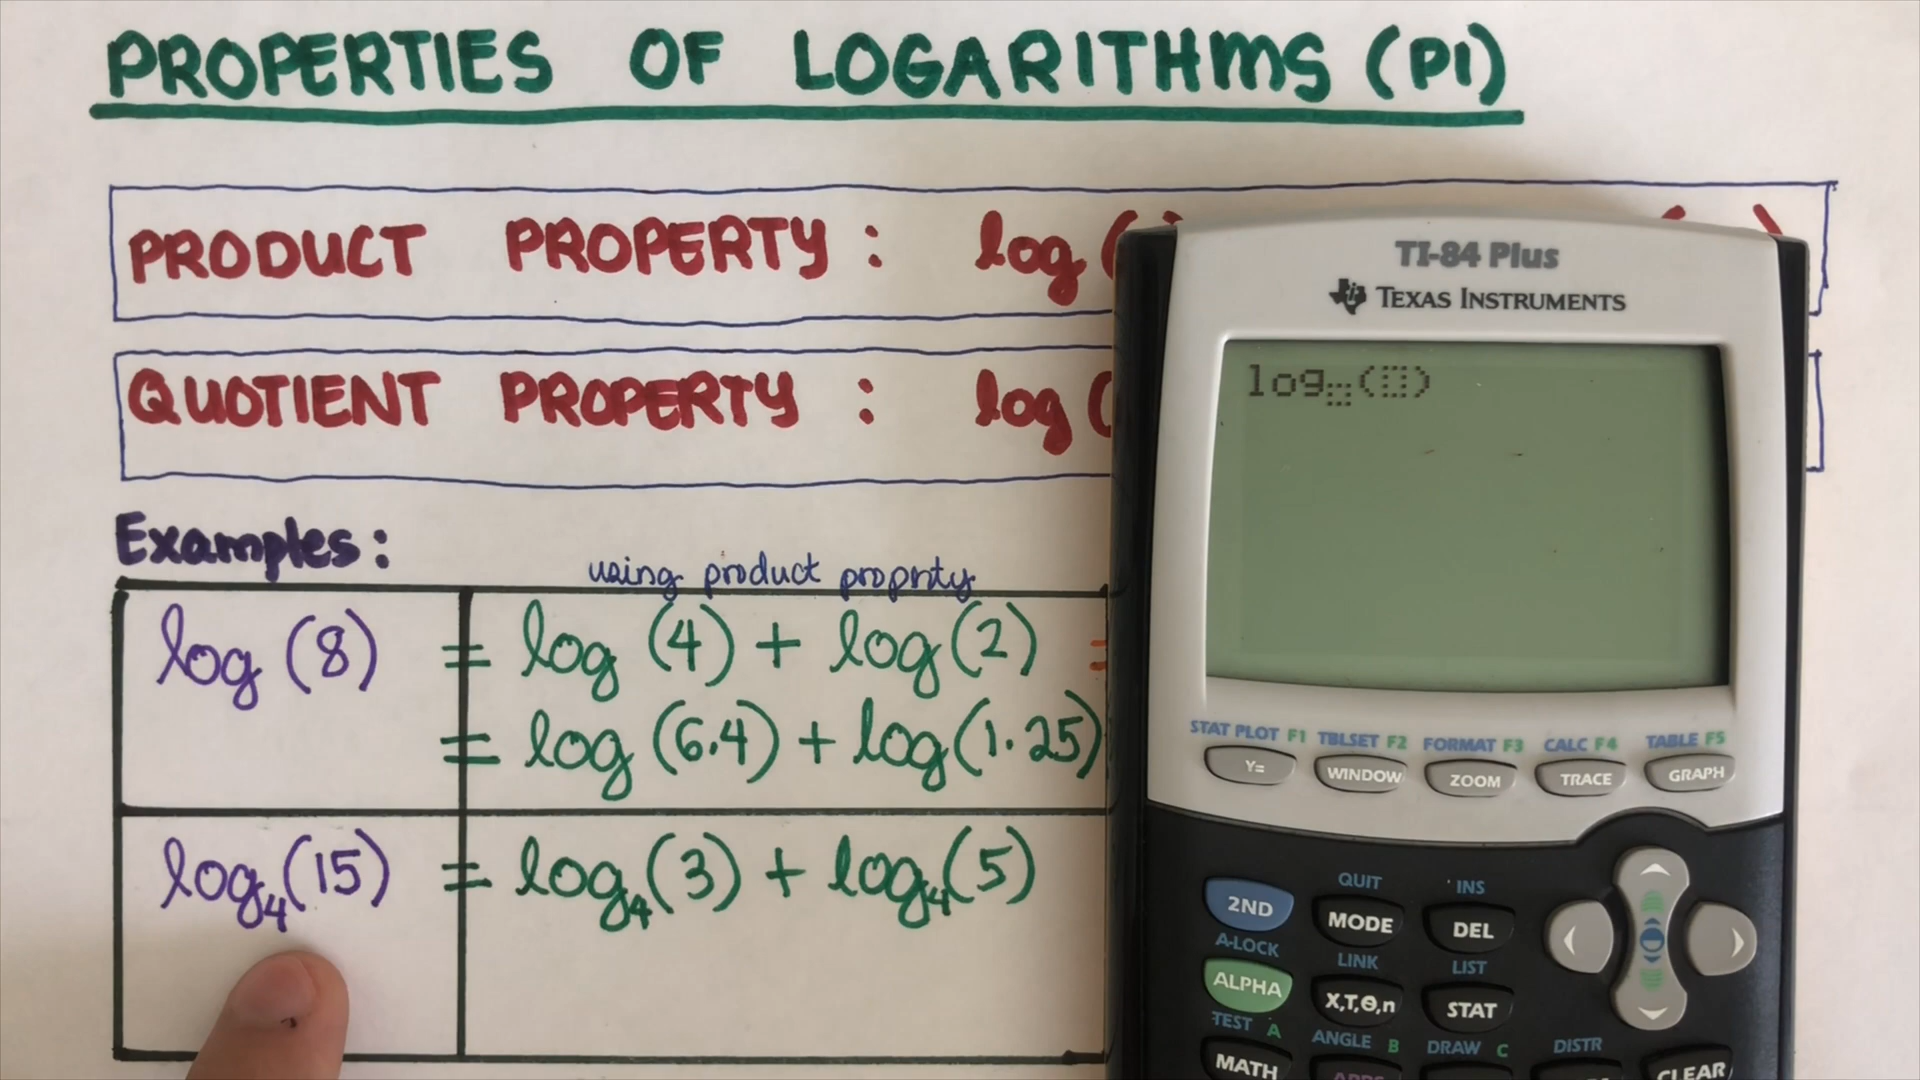 PROPERTIES OF LOGARITHMS (PI)
PRODUCT PROPERTY : log (
QUOTIENT PROPERTY : log (
Examples:
using product proprity
log (8) = log (4) + log (2) =
= log (6.4) + log (1.25)
log₄(15) = log₄(3) + log₄(5)
TI-84 Plus
TEXAS INSTRUMENTS
log ( )
STAT PLOT F1 TBLSET F2 FORMAT F3 CALC F4 TABLE F5
Y= WINDOW ZOOM TRACE GRAPH
QUIT INS
2ND MODE DEL
A-LOCK LINK LIST
ALPHA X,T,Θ,n STAT
TEST A ANGLE B DRAW C DISTR
MATH APPS CLEAR